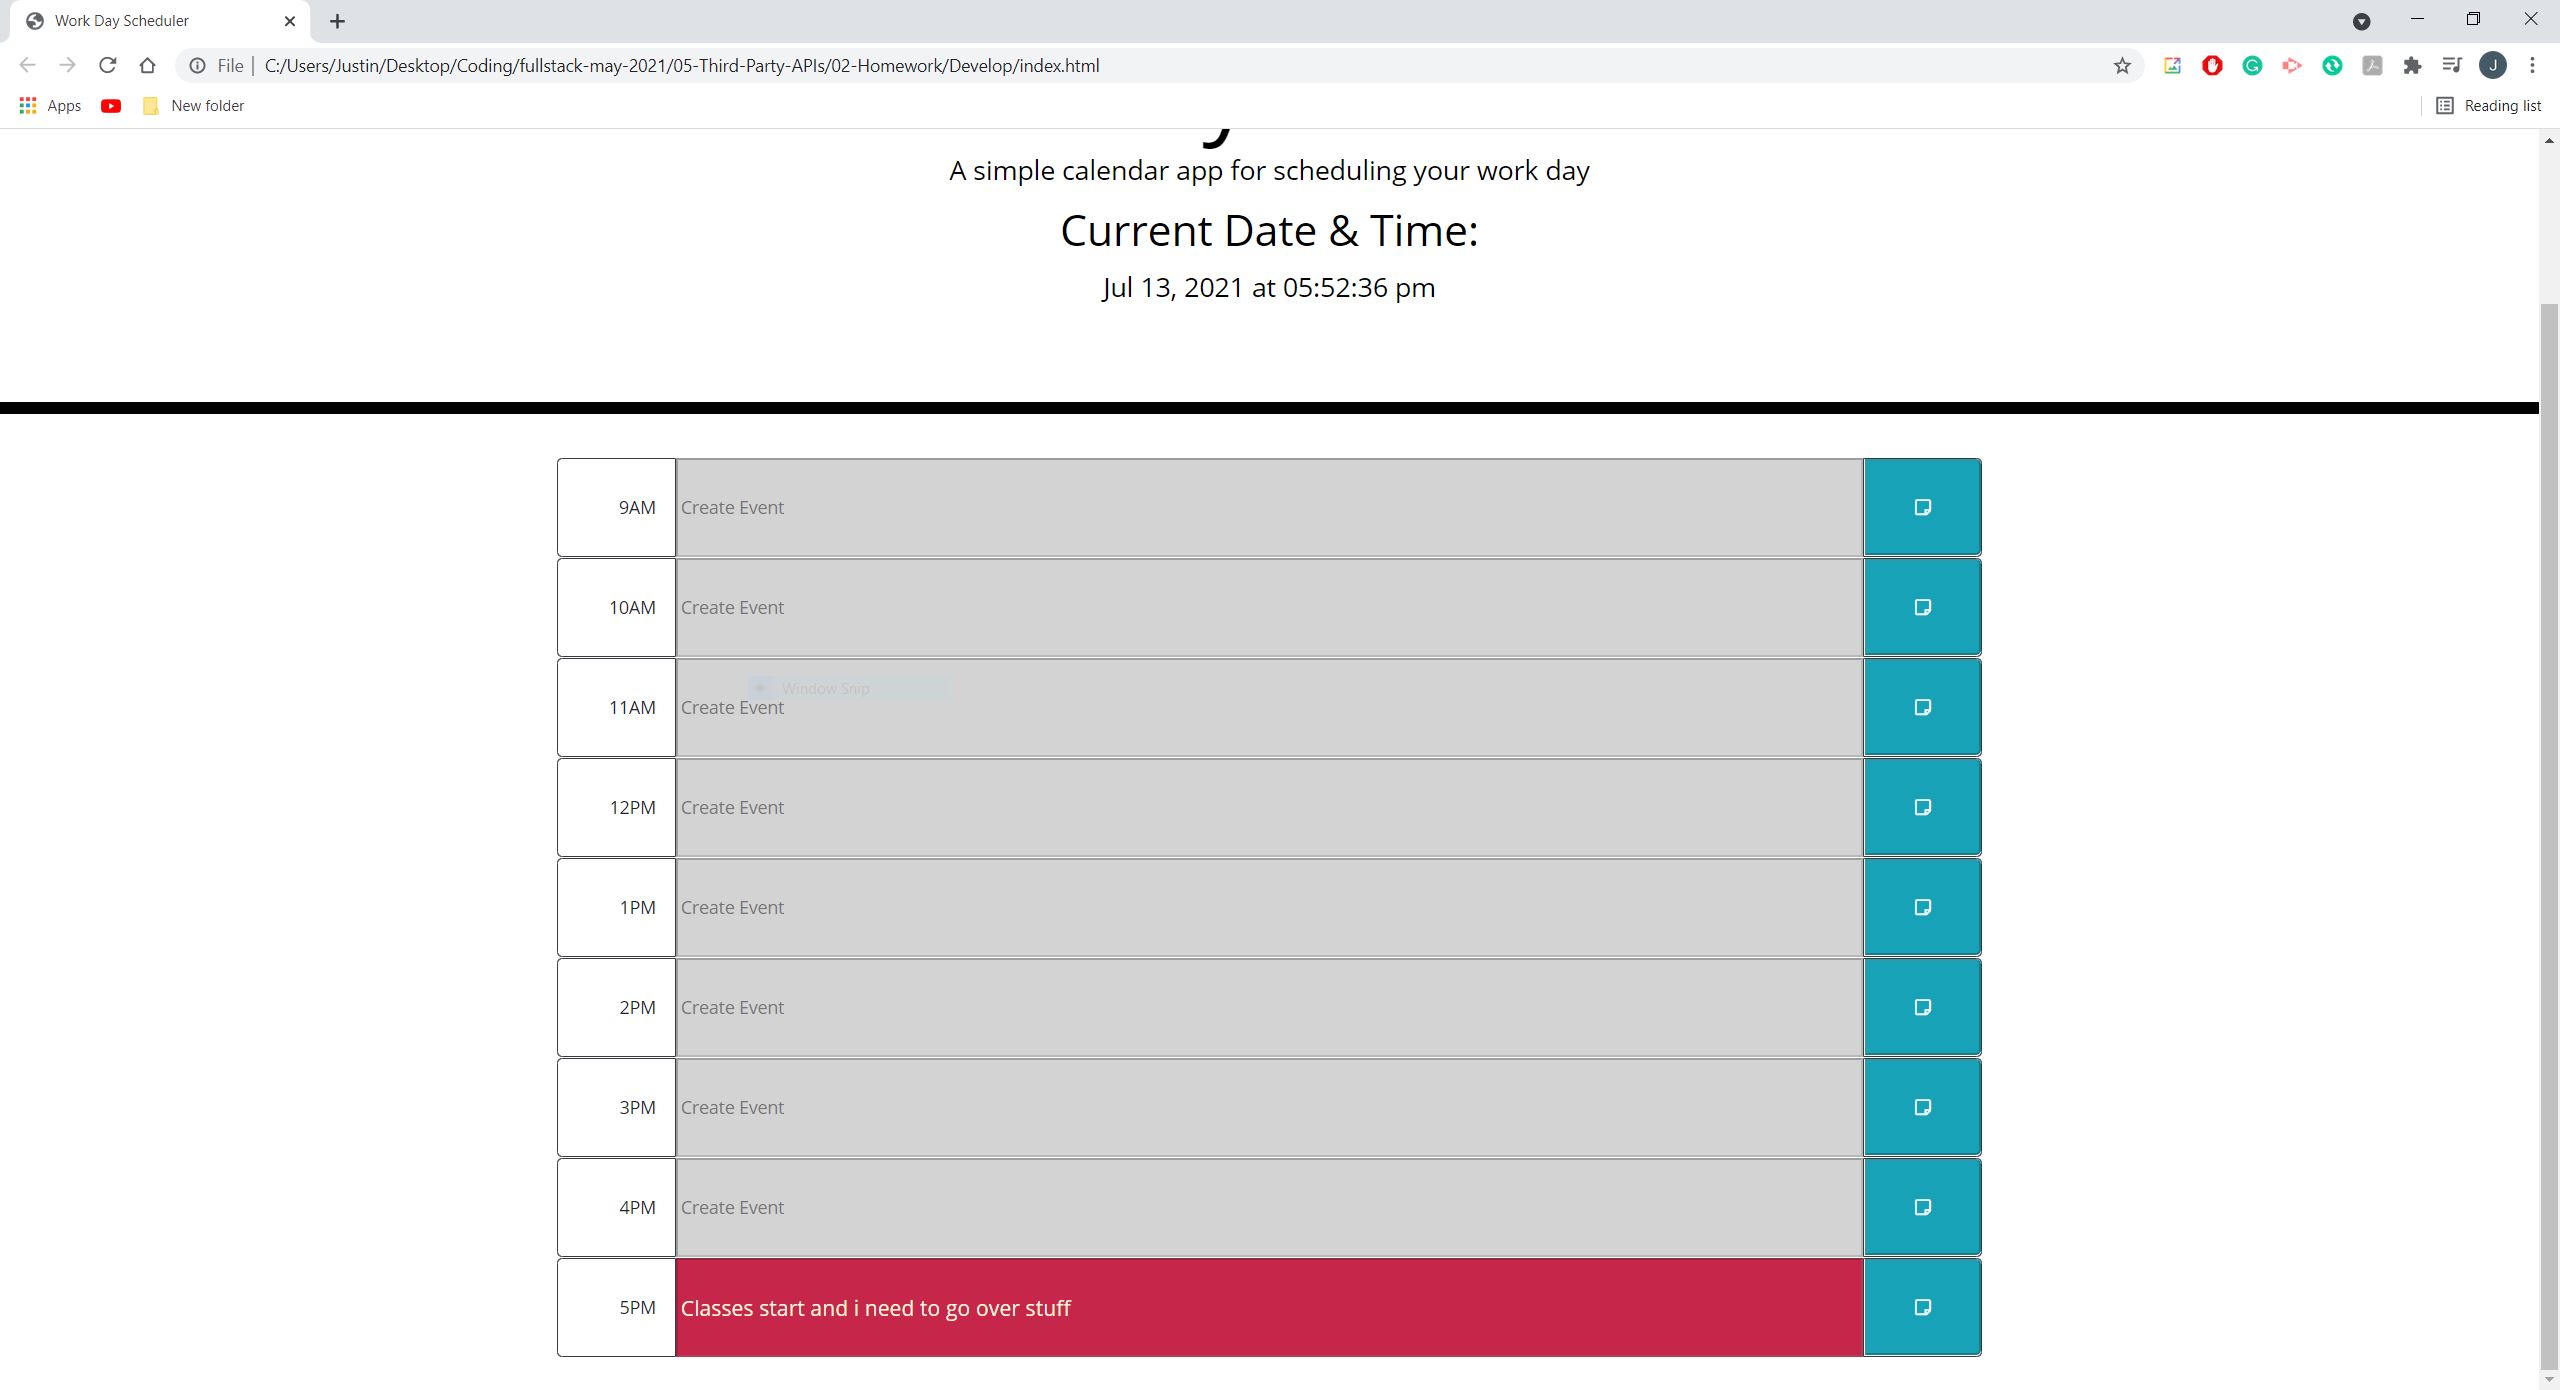 Work Day Scheduler
File | C:/Users/Justin/Desktop/Coding/fullstack-may-2021/05-Third-Party-APIs/02-Homework/Develop/index.html
J
Apps
New folder
Reading list
A simple calendar app for scheduling your work day
Current Date & Time:
Jul 13, 2021 at 05:52:36 pm
9AM Create Event
10AM Create Event
Window Snip
11AM Create Event
12PM Create Event
1PM Create Event
2PM Create Event
3PM Create Event
4PM Create Event
5PM Classes start and i need to go over stuff